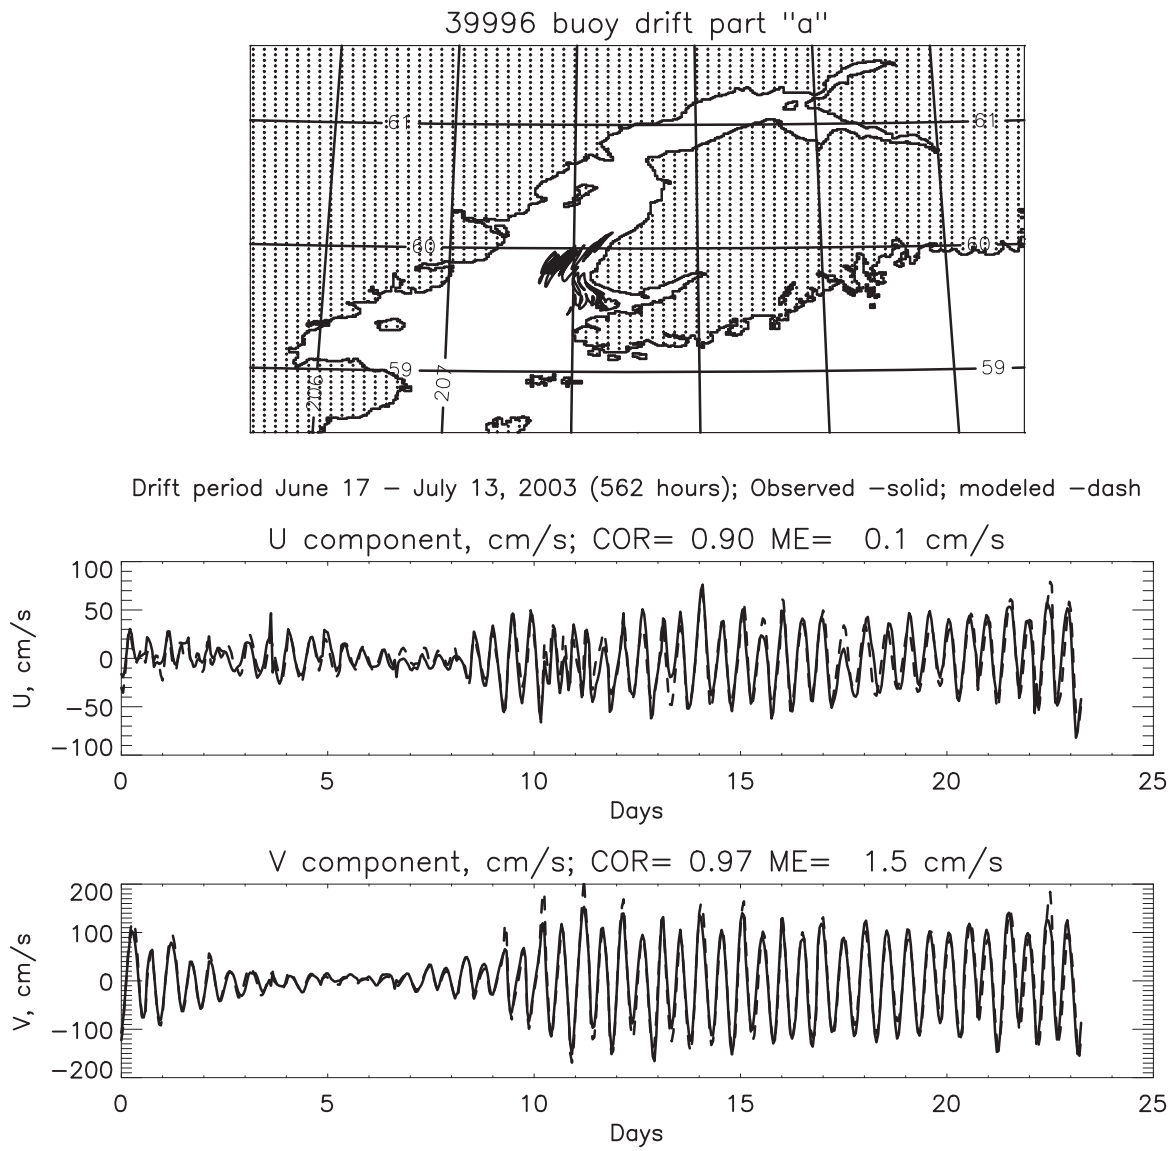 39996 buoy drift part "a"
61 61
60 60
59 59
206 207
Drift period June 17 – July 13, 2003 (562 hours); Observed –solid; modeled –dash
U component, cm/s; COR= 0.90 ME= 0.1 cm/s
100
50
0
−50
−100
U, cm/s
0 5 10 15 20 25
Days
V component, cm/s; COR= 0.97 ME= 1.5 cm/s
200
100
0
−100
−200
V, cm/s
0 5 10 15 20 25
Days